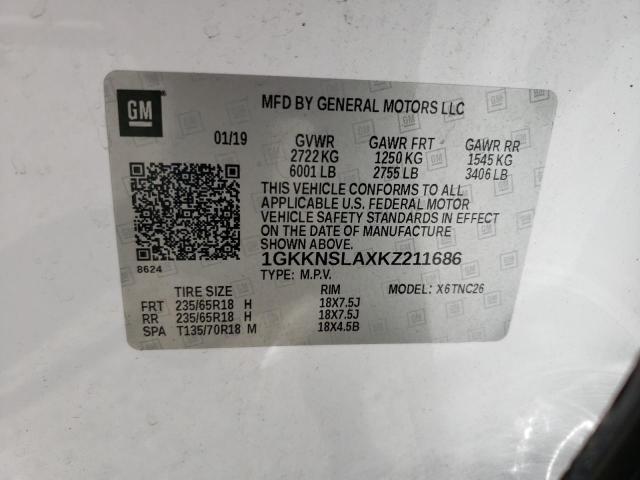 GM
MFD BY GENERAL MOTORS LLC
01/19 GVWR GAWR FRT GAWR RR
2722 KG 1250 KG 1545 KG
6001 LB 2755 LB 3406 LB
THIS VEHICLE CONFORMS TO ALL
APPLICABLE U.S. FEDERAL MOTOR
VEHICLE SAFETY STANDARDS IN EFFECT
ON THE DATE OF MANUFACTURE
SHOWN ABOVE.
8624
1GKKNSLAXKZ211686
TYPE: M.P.V. MODEL: X6TNC26
TIRE SIZE RIM
FRT 235/65R18 H 18X7.5J
RR 235/65R18 H 18X7.5J
SPA T135/70R18 M 18X4.5B